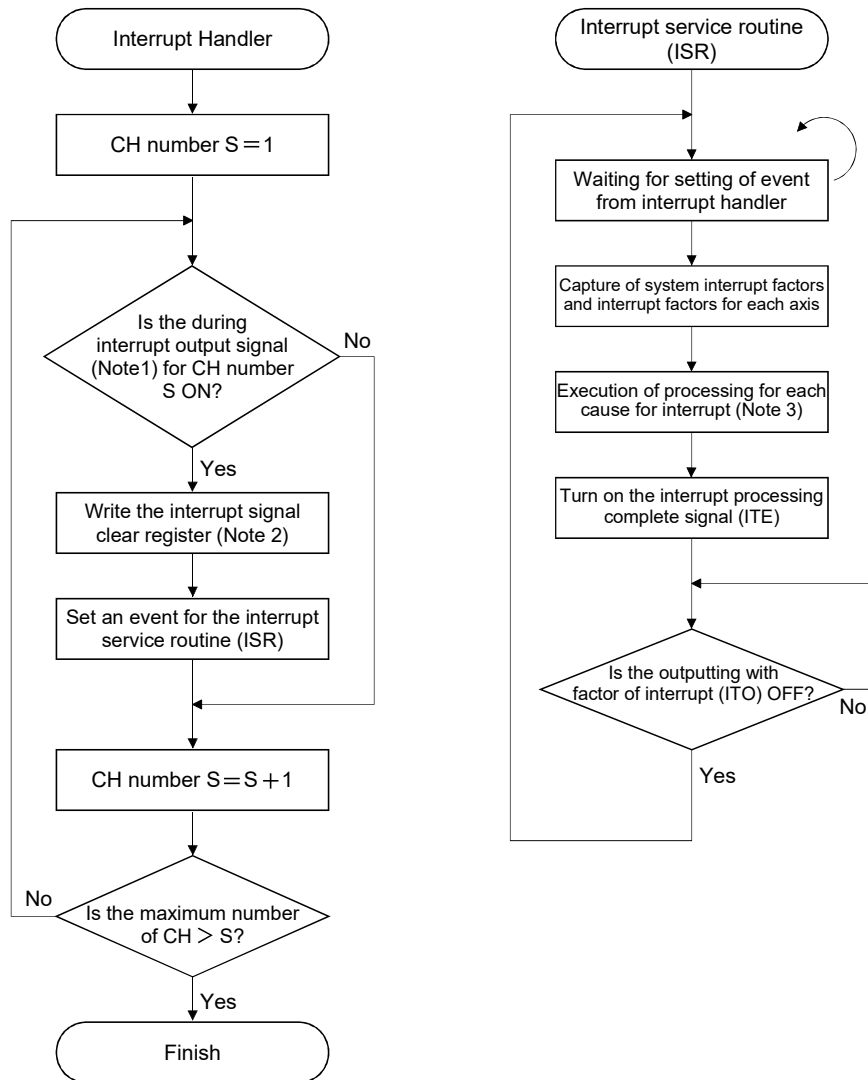 Interrupt Handler
CH number S＝1
Is the during
interrupt output signal
(Note1) for CH number
S ON?
No
Yes
Write the interrupt signal
clear register (Note 2)
Set an event for the interrupt
service routine (ISR)
CH number S＝S＋1
No
Is the maximum number
of CH＞S?
Yes
Finish
Interrupt service routine
(ISR)
Waiting for setting of event
from interrupt handler
Capture of system interrupt factors
and interrupt factors for each axis
Execution of processing for each
cause for interrupt (Note 3)
Turn on the interrupt processing
complete signal (ITE)
Is the outputting with
factor of interrupt (ITO) OFF?
No
Yes